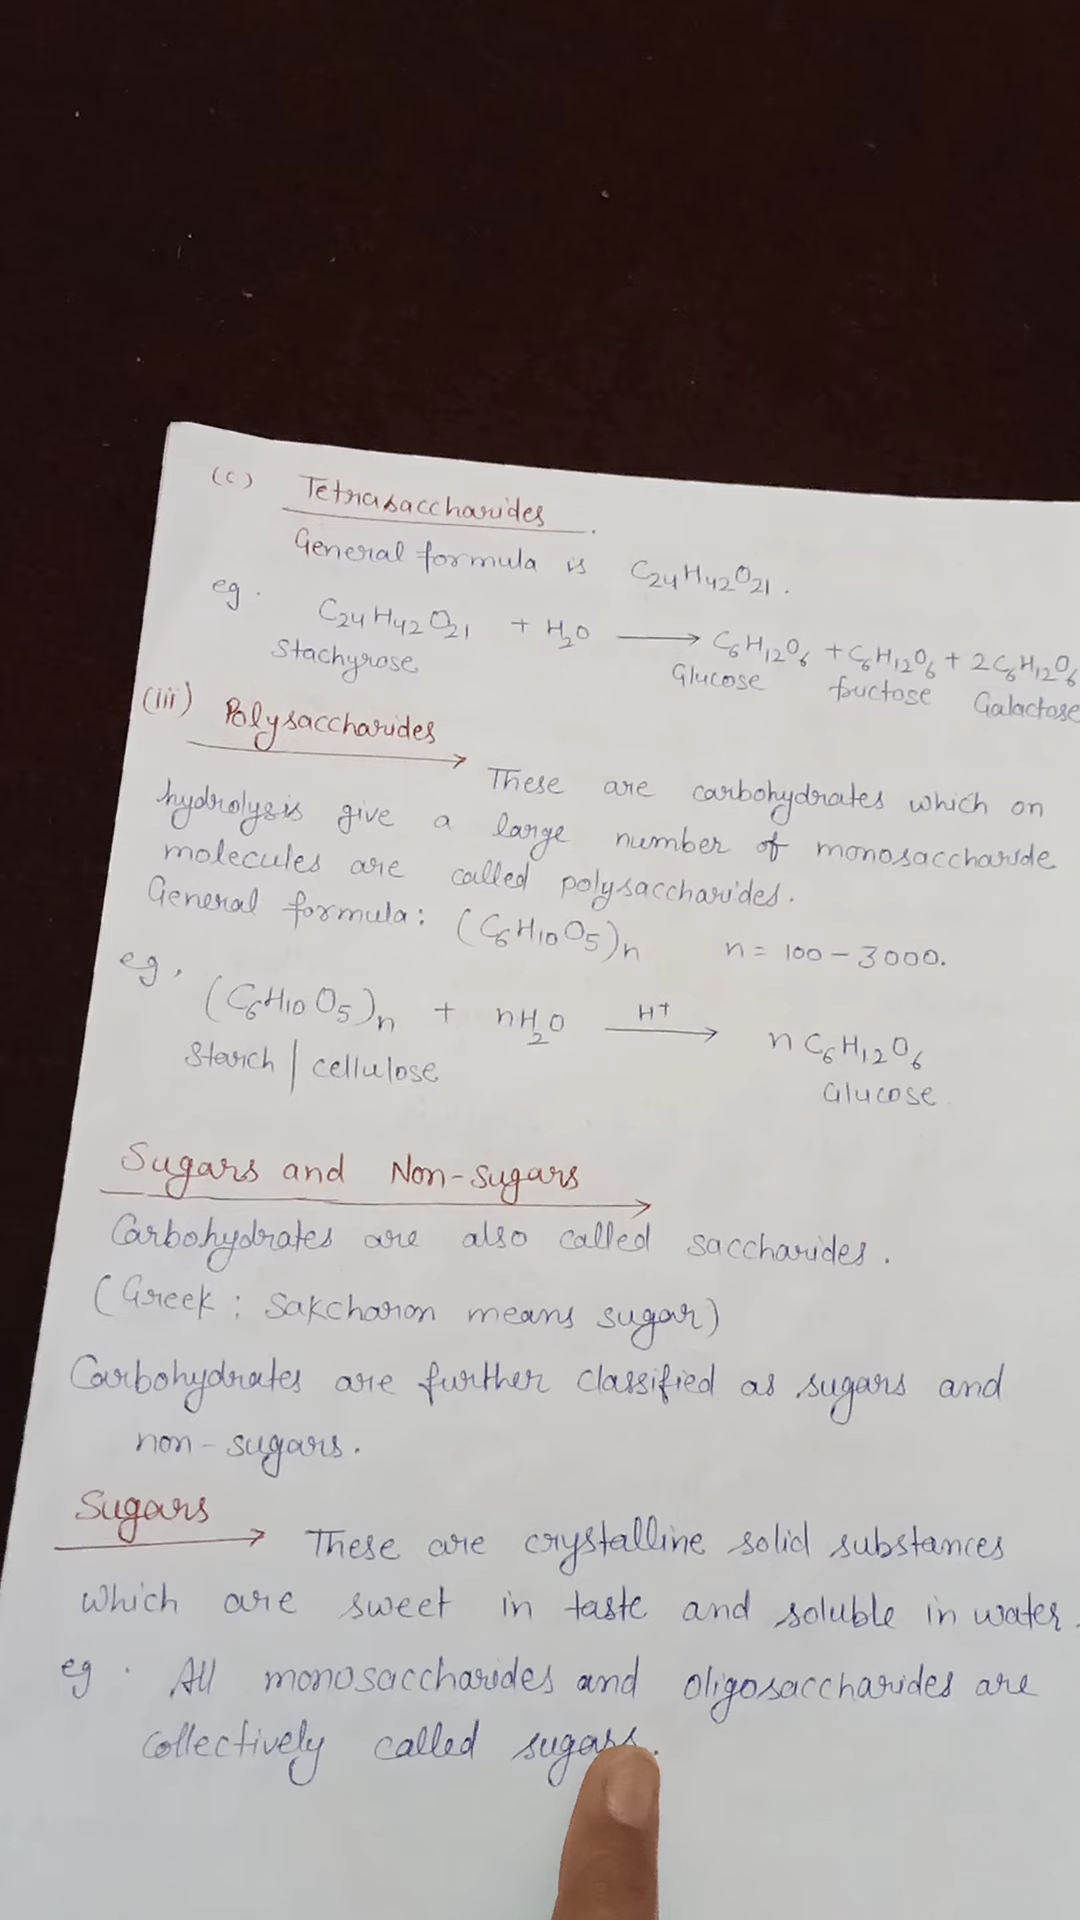 (c) Tetrasaccharides.
General formula is C24H42O21.
eg. C24H42O21 + H2O ⟶ C6H12O6 + C6H12O6 + 2C6H12O6
Stachyrose Glucose fructose Galactose
(iii) Polysaccharides → These are carbohydrates which on
hydrolysis give a large number of monosaccharide
molecules are called polysaccharides.
General formula: (C6H10O5)n n = 100 – 3000.
eg, (C6H10O5)n + nH2O H+ ⟶ n C6H12O6
Starch | cellulose Glucose
Sugars and Non-sugars
Carbohydrates are also called saccharides.
(Greek : Sakcharon means sugar)
Carbohydrates are further classified as sugars and
non-sugars.
Sugars → These are crystalline solid substances
which are sweet in taste and soluble in water.
eg. All monosaccharides and oligosaccharides are
collectively called sugars.